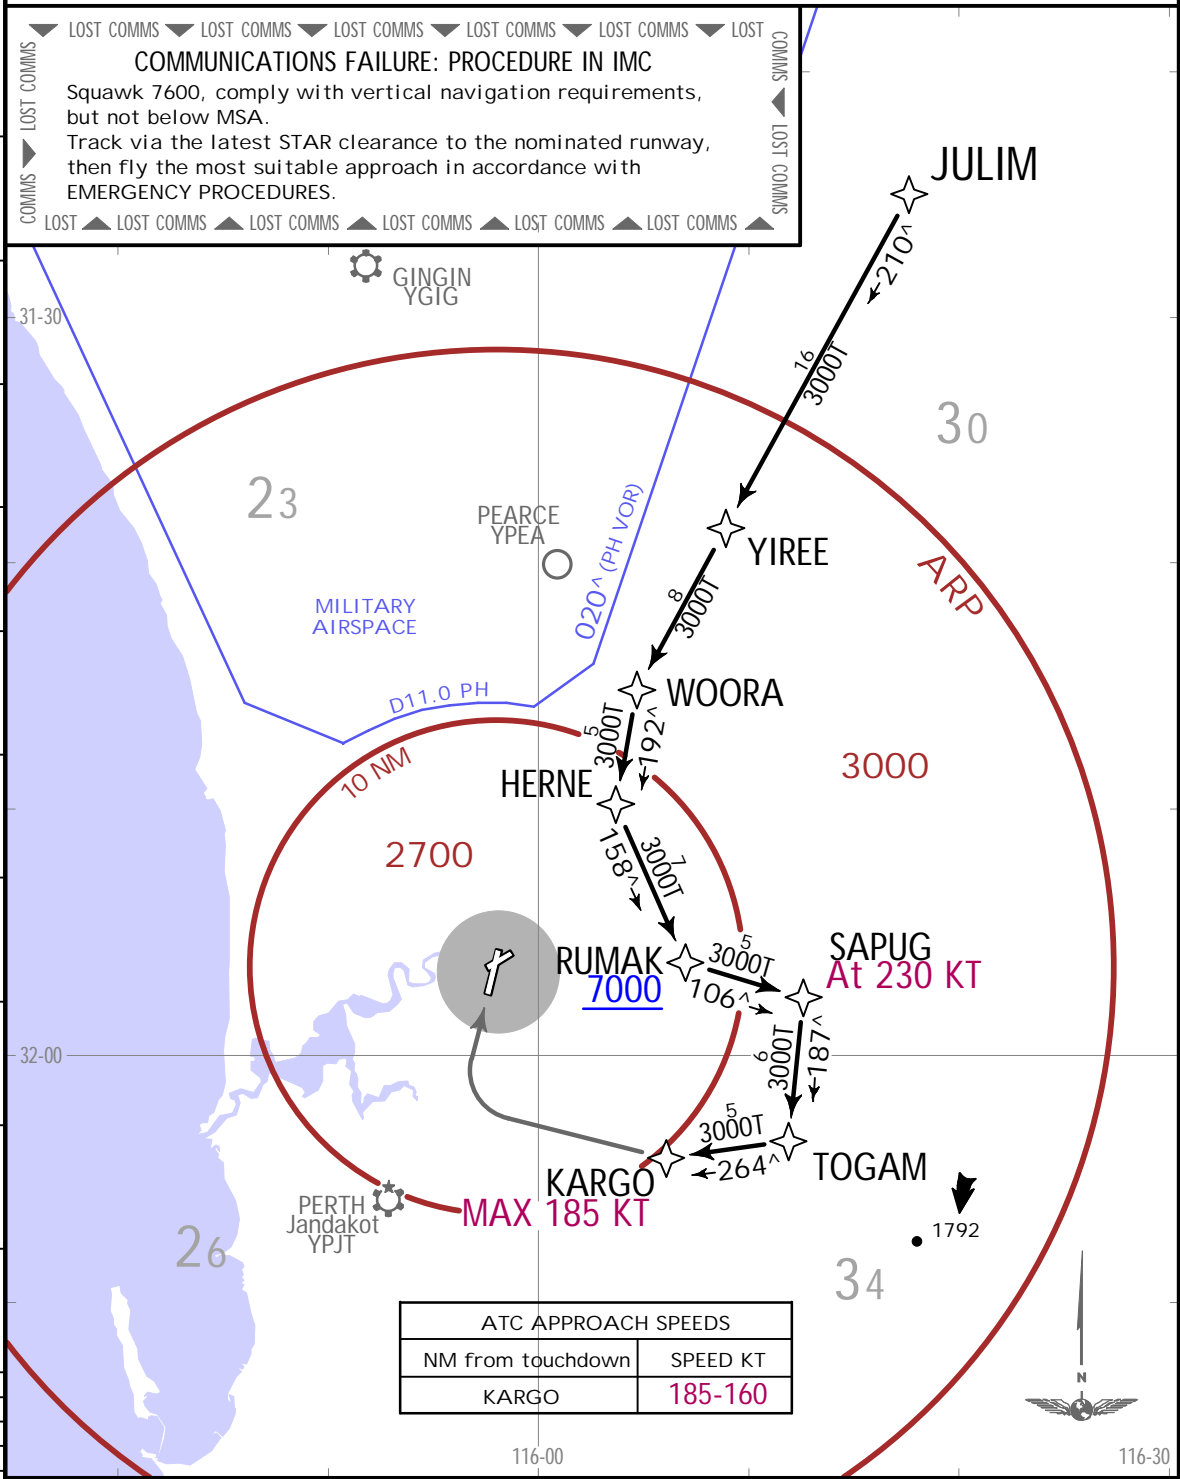 LOST COMMS LOST COMMS LOST COMMS LOST COMMS LOST COMMS LOST
COMMS LOST COMMS
COMMS LOST COMMS
COMMUNICATIONS FAILURE: PROCEDURE IN IMC
Squawk 7600, comply with vertical navigation requirements,
but not below MSA.
Track via the latest STAR clearance to the nominated runway,
then fly the most suitable approach in accordance with
EMERGENCY PROCEDURES.
LOST LOST COMMS LOST COMMS LOST COMMS LOST COMMS LOST COMMS
JULIM
210^
GINGIN
YGIG
31-30
16
3000T
30
23
PEARCE
YPEA
020^ (PH VOR)
YIREE
ARP
MILITARY
AIRSPACE
8
3000T
D11.0 PH
WOORA
5
3000T
192^
10 NM
HERNE
3000
2700
158^
7
3000T
RUMAK
7000
5
3000T
106^
SAPUG
At 230 KT
32-00
6
3000T
187^
5
3000T
264^
TOGAM
KARGO
MAX 185 KT
PERTH
Jandakot
YPJT
1792
26
34
ATC APPROACH SPEEDS
NM from touchdown SPEED KT
KARGO 185-160
N
116-00
116-30